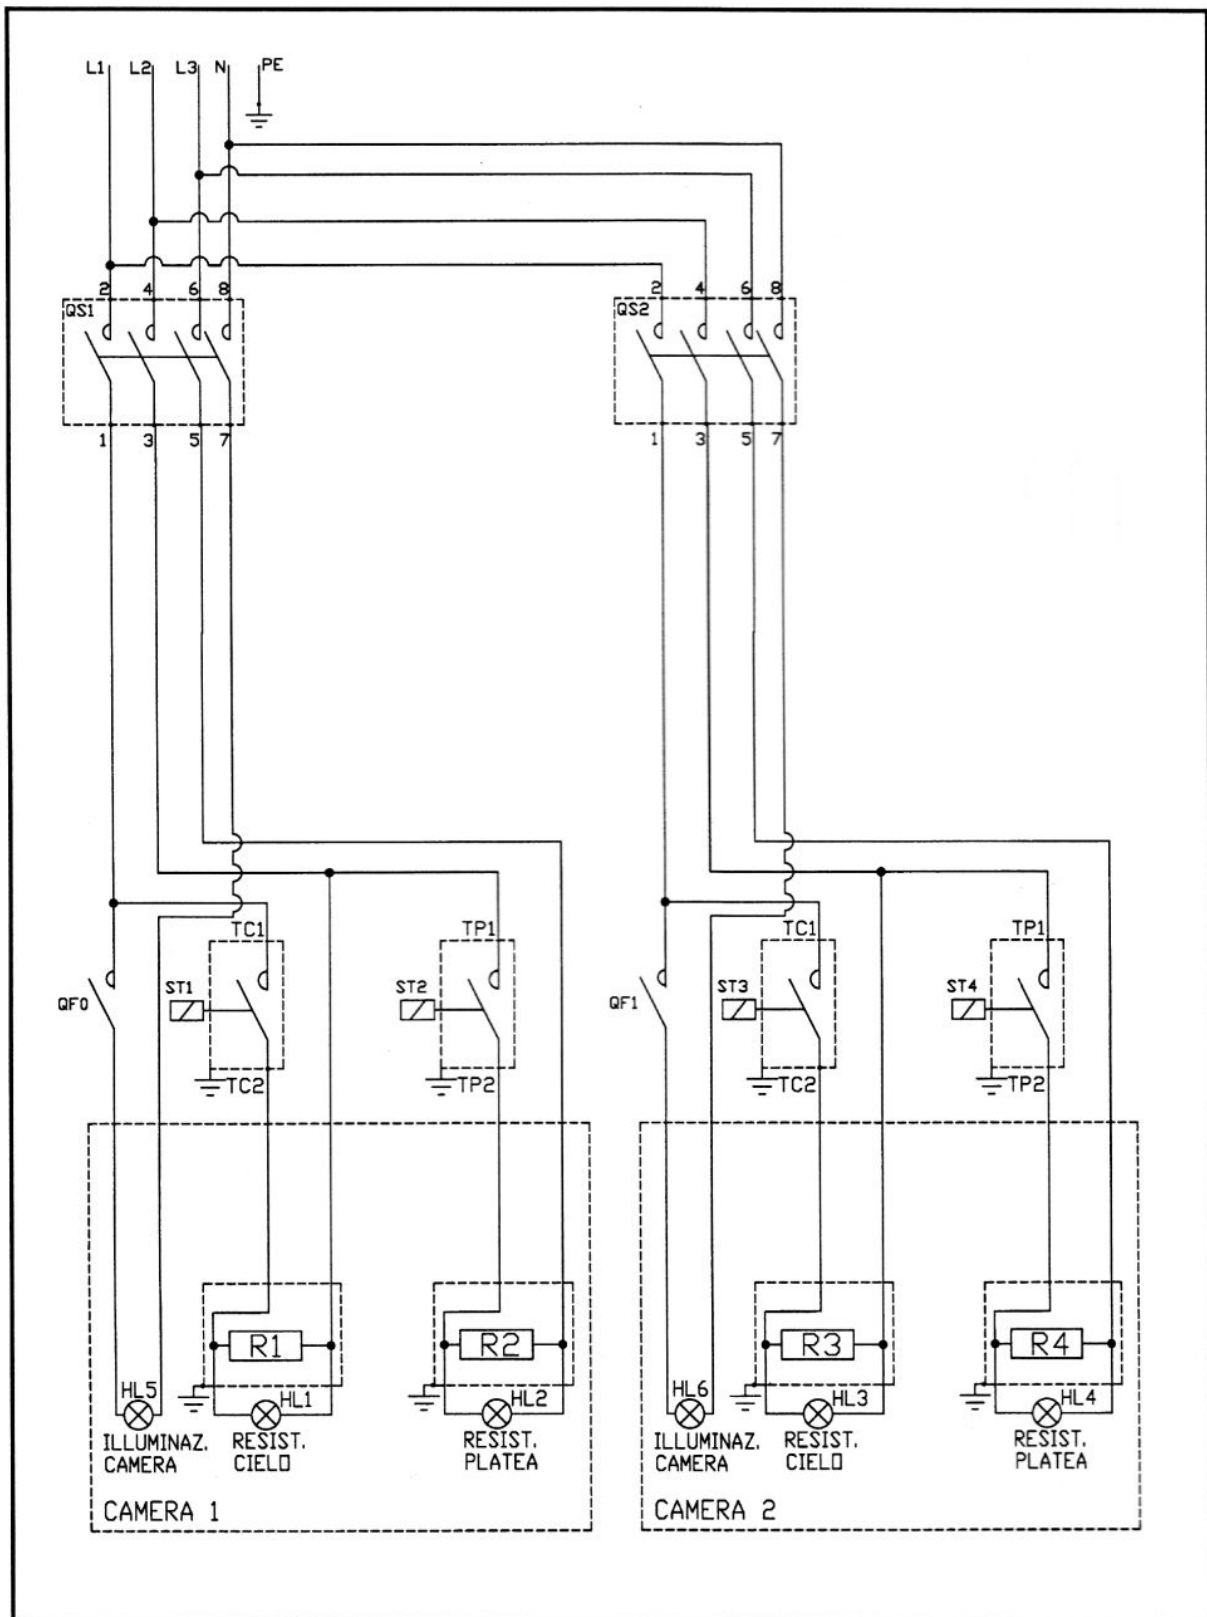 L1 L2 L3 N PE
2 4 6 8
QS1
1 3 5 7
2 4 6 8
QS2
1 3 5 7
TC1
TP1
QF0
ST1
ST2
TC2
TP2
TC1
TP1
QF1
ST3
ST4
TC2
TP2
R1
R2
HL5
HL1
HL2
ILLUMINAZ.
CAMERA
RESIST.
CIELO
RESIST.
PLATEA
CAMERA 1
R3
R4
HL6
HL3
HL4
ILLUMINAZ.
CAMERA
RESIST.
CIELO
RESIST.
PLATEA
CAMERA 2